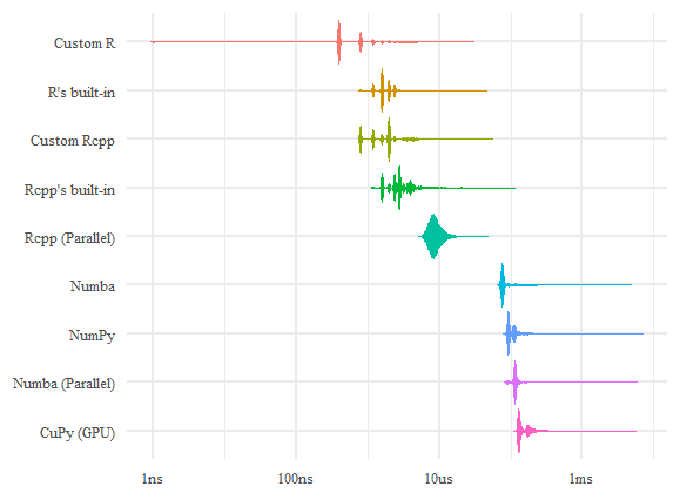 Custom R
R's built-in
Custom Rcpp
Rcpp's built-in
Rcpp (Parallel)
Numba
NumPy
Numba (Parallel)
CuPy (GPU)
1ns 100ns 10us 1ms